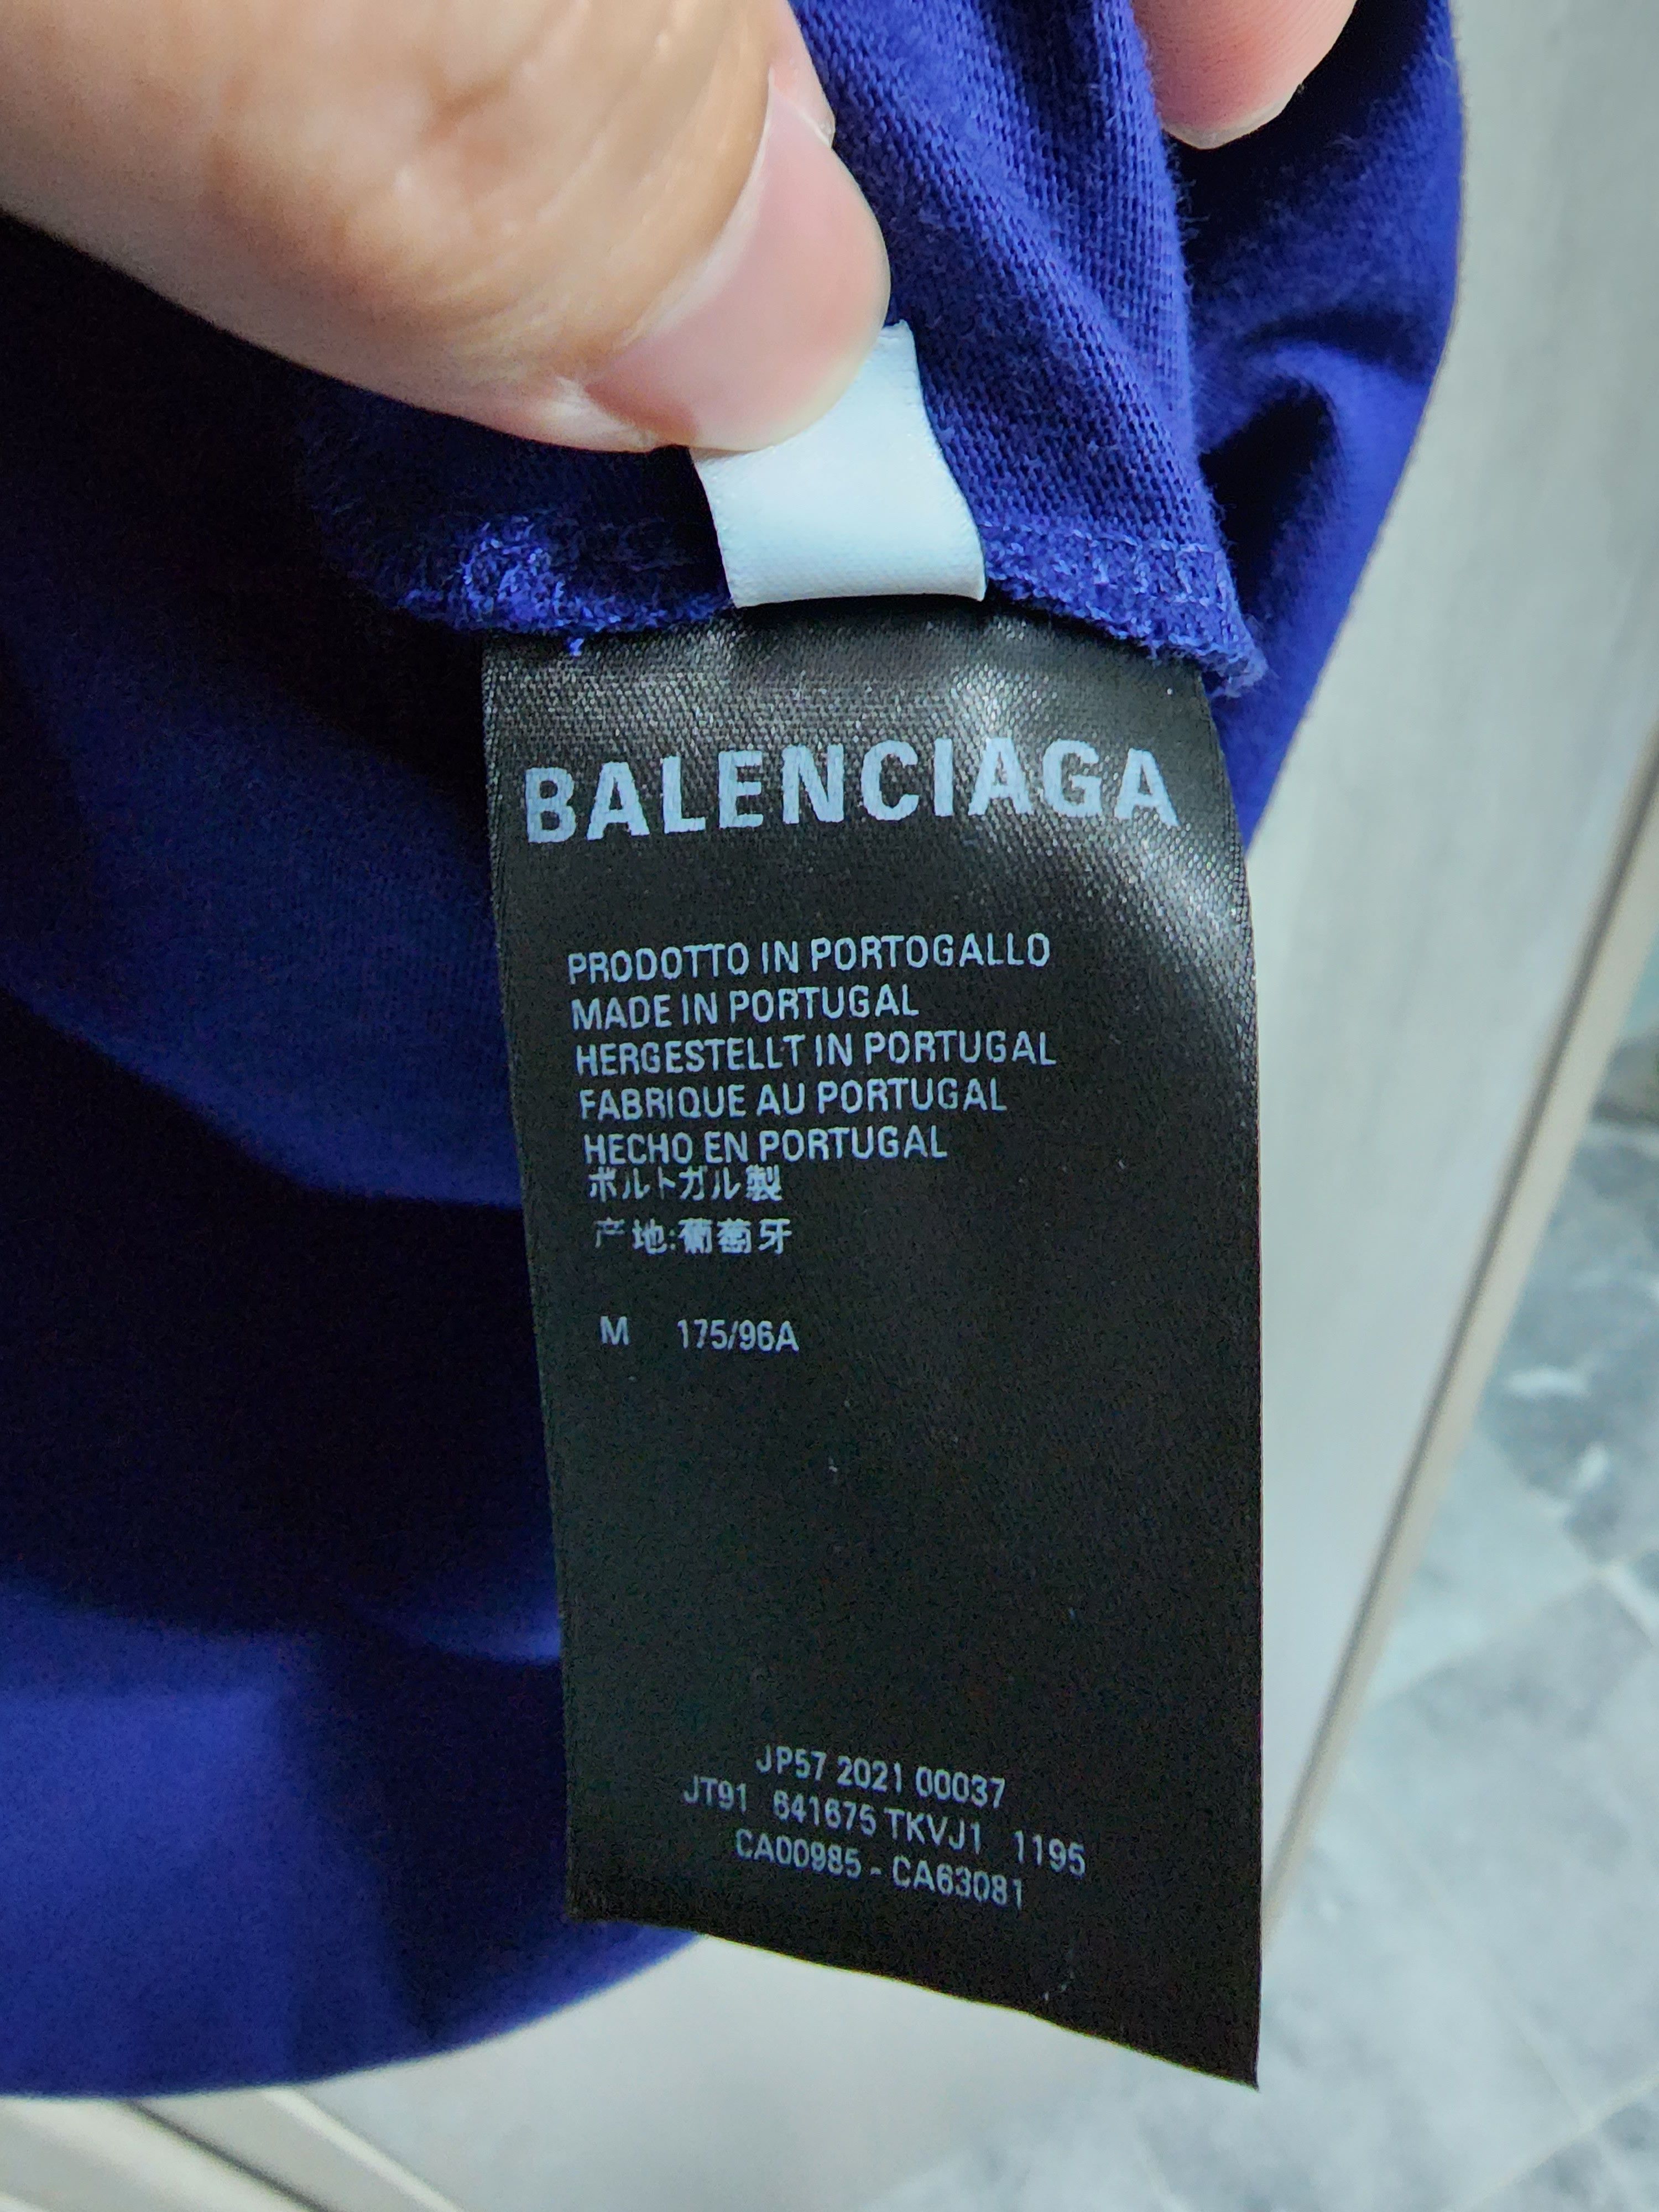 BALENCIAGA
PRODOTTO IN PORTOGALLO
MADE IN PORTUGAL
HERGESTELLT IN PORTUGAL
FABRIQUE AU PORTUGAL
HECHO EN PORTUGAL
ポルトガル製
产地:葡萄牙
M 175/96A
JP57 2021 00037
JT91 641675 TKVJ1 1195
CA00985 - CA63081